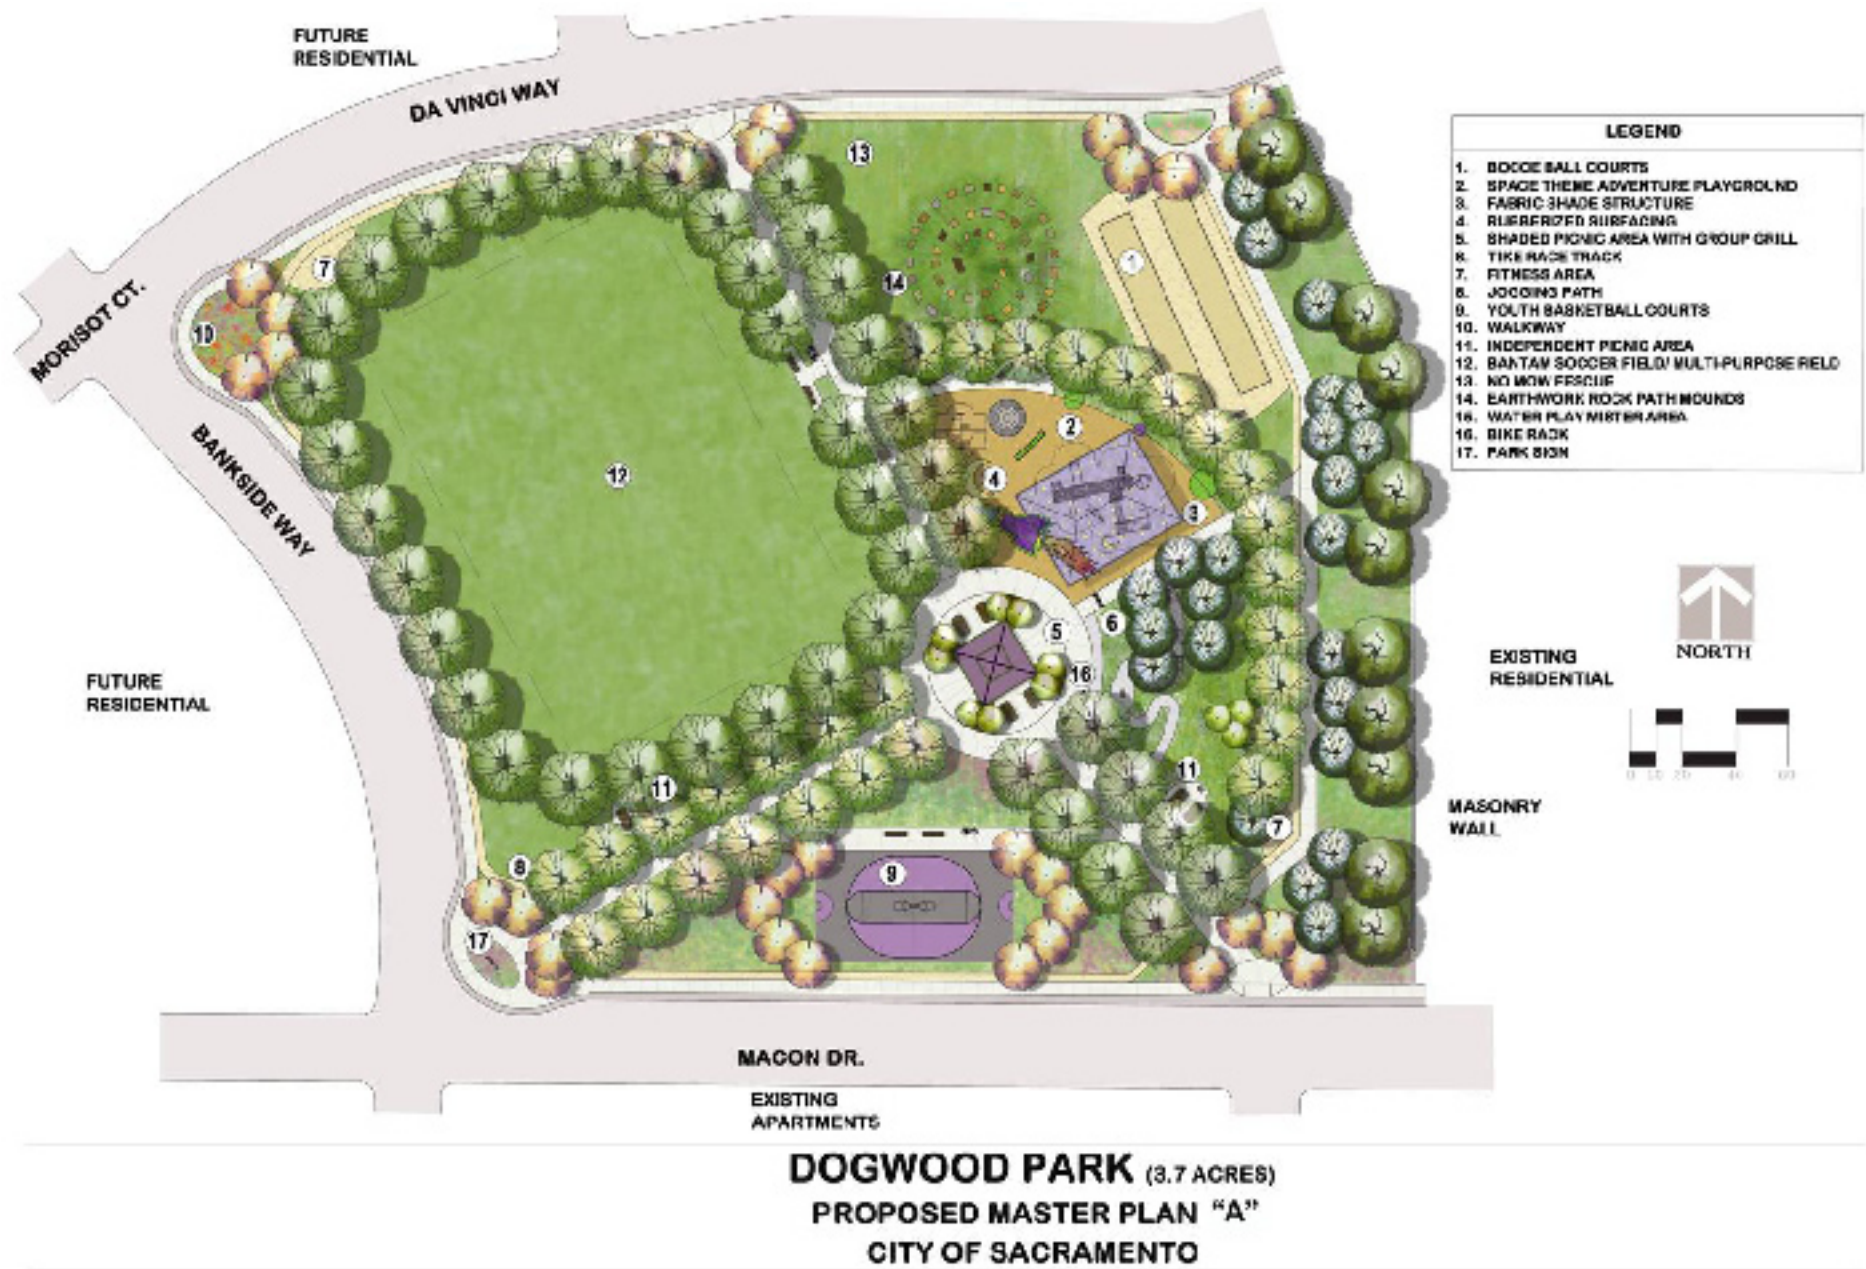 FUTURE
RESIDENTIAL
DA VINCI WAY
MORISOT CT.
BANKSIDE WAY
FUTURE
RESIDENTIAL
13
14
1
7
10
12
2
4
3
5
6
16
11
11
7
8
9
17
LEGEND
1. BOCCE BALL COURTS
2. SPACE THEME ADVENTURE PLAYGROUND
3. FABRIC SHADE STRUCTURE
4. RUBBERIZED SURFACING
5. SHADED PICNIC AREA WITH GROUP GRILL
6. TIKE RACE TRACK
7. FITNESS AREA
8. JOGGING PATH
9. YOUTH BASKETBALL COURTS
10. WALKWAY
11. INDEPENDENT PICNIC AREA
12. BANTAM SOCCER FIELD/ MULTI-PURPOSE FIELD
13. NO MOW FESCUE
14. EARTHWORK ROCK PATH MOUNDS
15. WATER PLAY MISTER AREA
16. BIKE RACK
17. PARK SIGN
NORTH
EXISTING
RESIDENTIAL
0 10 20 40 60
MASONRY
WALL
MACON DR.
EXISTING
APARTMENTS
DOGWOOD PARK (3.7 ACRES)
PROPOSED MASTER PLAN "A"
CITY OF SACRAMENTO